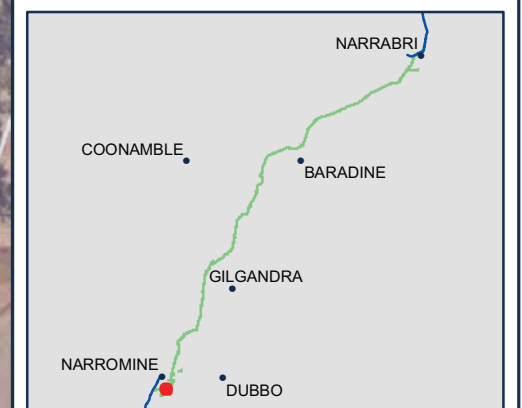 NARRABRI
COONAMBLE
BARADINE
GILGANDRA
NARROMINE
DUBBO